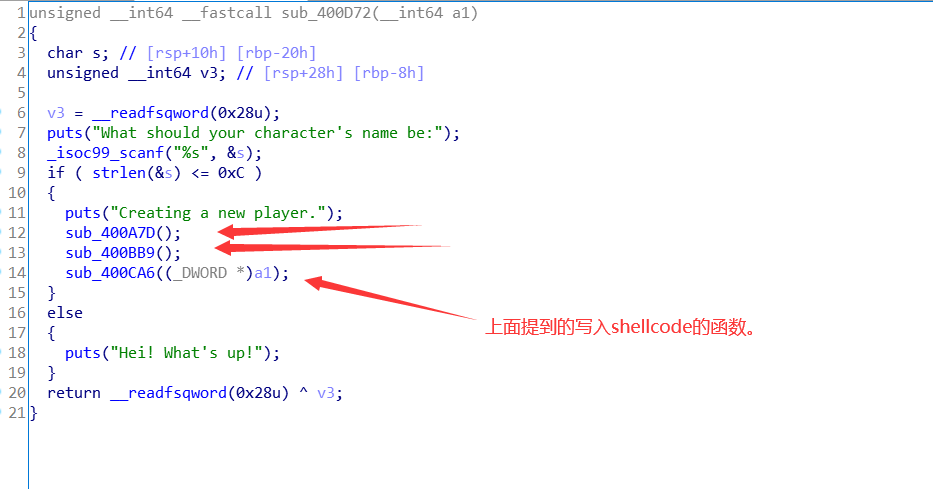 1 unsigned __int64 __fastcall sub_400D72(__int64 a1)
2 {
3   char s; // [rsp+10h] [rbp-20h]
4   unsigned __int64 v3; // [rsp+28h] [rbp-8h]
5
6   v3 = __readfsqword(0x28u);
7   puts("What should your character's name be:");
8   _isoc99_scanf("%s", &s);
9   if ( strlen(&s) <= 0xC )
10   {
11     puts("Creating a new player.");
12     sub_400A7D();
13     sub_400BB9();
14     sub_400CA6((_DWORD *)a1);
15   }
上面提到的写入shellcode的函数。
16   else
17   {
18     puts("Hei! What's up!");
19   }
20   return __readfsqword(0x28u) ^ v3;
21 }